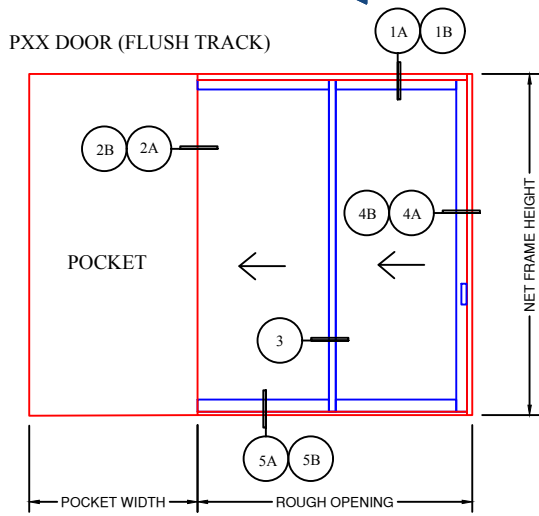 PXX DOOR (FLUSH TRACK)
1A 1B
2B 2A
4B 4A
POCKET
NET FRAME HEIGHT
3
5A 5B
POCKET WIDTH
ROUGH OPENING